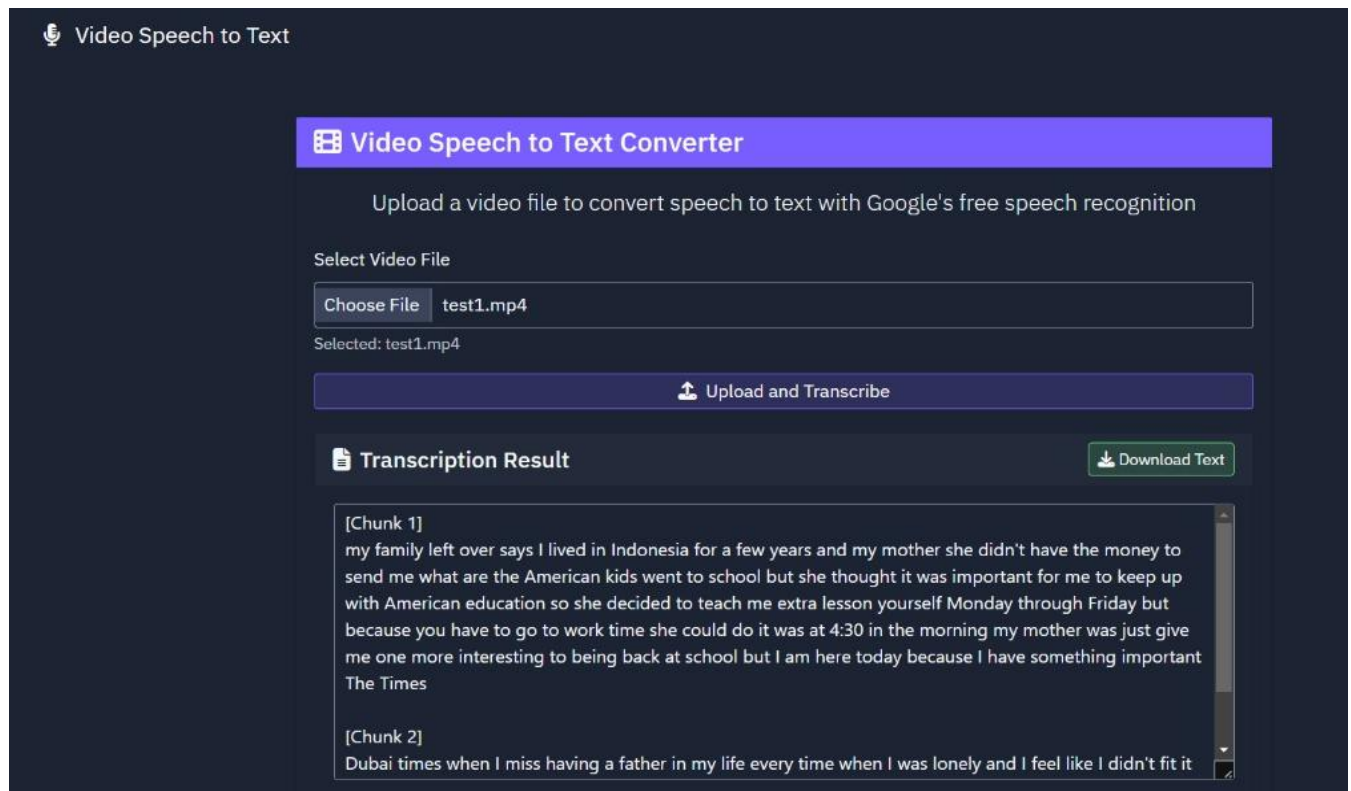 Video Speech to Text
Video Speech to Text Converter
Upload a video file to convert speech to text with Google's free speech recognition
Select Video File
Choose File test1.mp4
Selected: test1.mp4
Upload and Transcribe
Transcription Result
Download Text
[Chunk 1]
my family left over says I lived in Indonesia for a few years and my mother she didn't have the money to
send me what are the American kids went to school but she thought it was important for me to keep up
with American education so she decided to teach me extra lesson yourself Monday through Friday but
because you have to go to work time she could do it was at 4:30 in the morning my mother was just give
me one more interesting to being back at school but I am here today because I have something important
The Times
[Chunk 2]
Dubai times when I miss having a father in my life every time when I was lonely and I feel like I didn't fit it